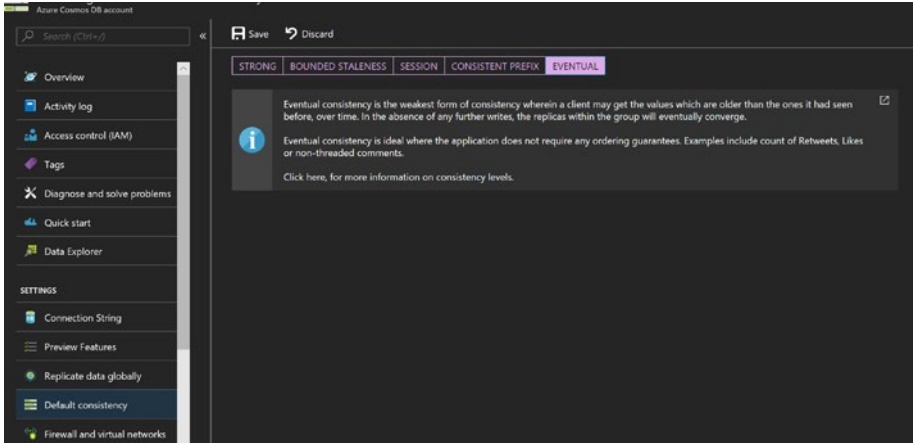 Azure Cosmos DB account
Search (Ctrl+/)
«
Save
Discard
STRONG
BOUNDED STALENESS
SESSION
CONSISTENT PREFIX
EVENTUAL
Overview
Activity log
Access control (IAM)
Tags
Diagnose and solve problems
Quick start
Data Explorer
SETTINGS
Connection String
Preview Features
Replicate data globally
Default consistency
Firewall and virtual networks
Eventual consistency is the weakest form of consistency wherein a client may get the values which are older than the ones it had seen
before, over time. In the absence of any further writes, the replicas within the group will eventually converge.
Eventual consistency is ideal where the application does not require any ordering guarantees. Examples include count of Retweets, Likes
or non-threaded comments.
Click here, for more information on consistency levels.